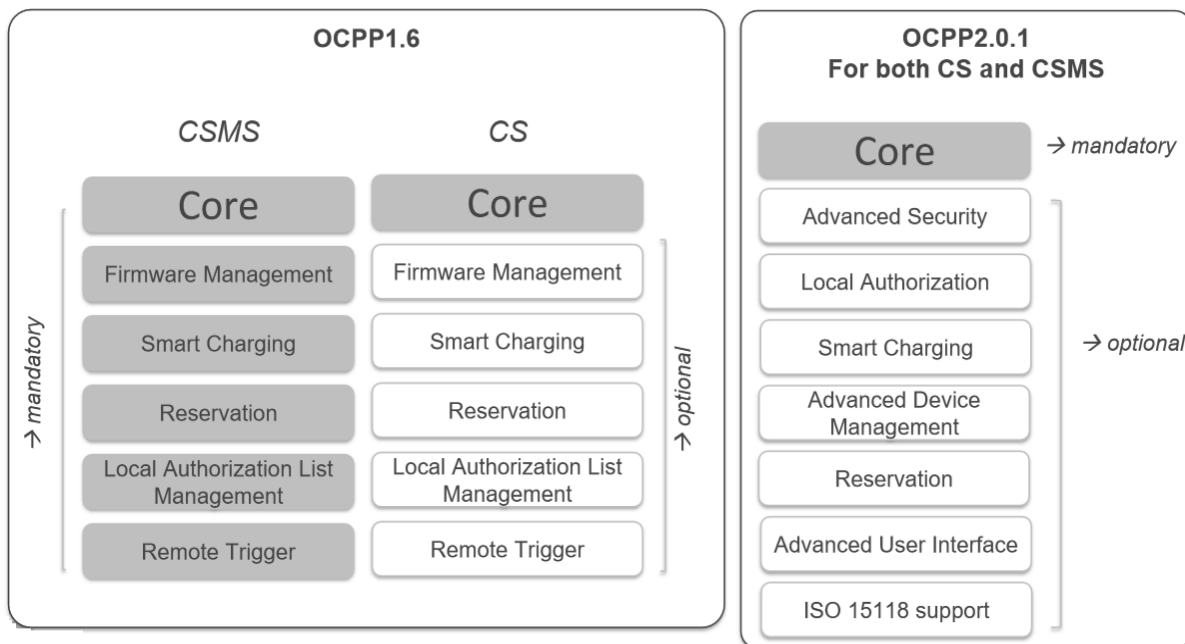 OCPP1.6
CSMS
CS
→ mandatory
Core
Firmware Management
Smart Charging
Reservation
Local Authorization List
Management
Remote Trigger
Core
Firmware Management
Smart Charging
Reservation
Local Authorization List
Management
Remote Trigger
→ optional
OCPP2.0.1
For both CS and CSMS
Core
→ mandatory
Advanced Security
Local Authorization
Smart Charging
Advanced Device
Management
Reservation
Advanced User Interface
ISO 15118 support
→ optional